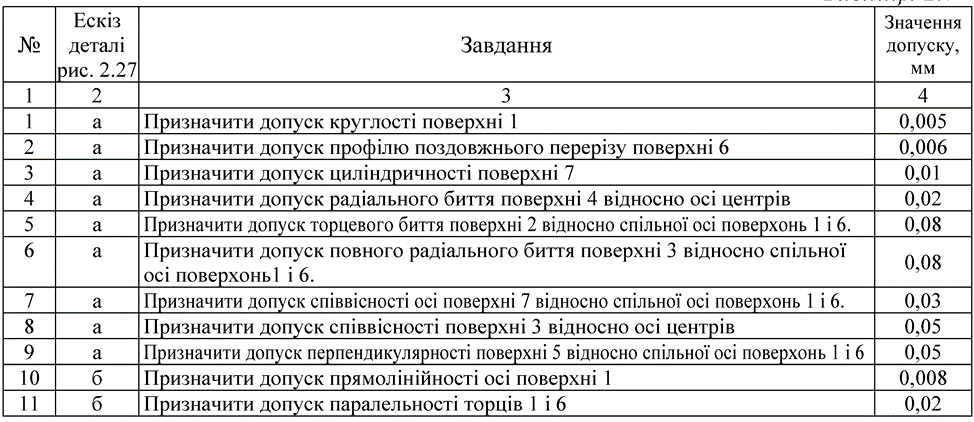 № Ескіз деталі рис. 2.27 Завдання Значення допуску, мм
1 2 3 4
1 а Призначити допуск круглості поверхні 1 0,005
2 а Призначити допуск профілю поздовжнього перерізу поверхні 6 0,006
3 а Призначити допуск циліндричності поверхні 7 0,01
4 а Призначити допуск радіального биття поверхні 4 відносно осі центрів 0,02
5 а Призначити допуск торцевого биття поверхні 2 відносно спільної осі поверхонь 1 і 6. 0,08
6 а Призначити допуск повного радіального биття поверхні 3 відносно спільної
осі поверхонь1 і 6. 0,08
7 а Призначити допуск співвісності осі поверхні 7 відносно спільної осі поверхонь 1 і 6. 0,03
8 а Призначити допуск співвісності поверхні 3 відносно осі центрів 0,05
9 а Призначити допуск перпендикулярності поверхні 5 відносно спільної осі поверхонь 1 і 6 0,05
10 б Призначити допуск прямолінійності осі поверхні 1 0,008
11 б Призначити допуск паралельності торців 1 і 6 0,02